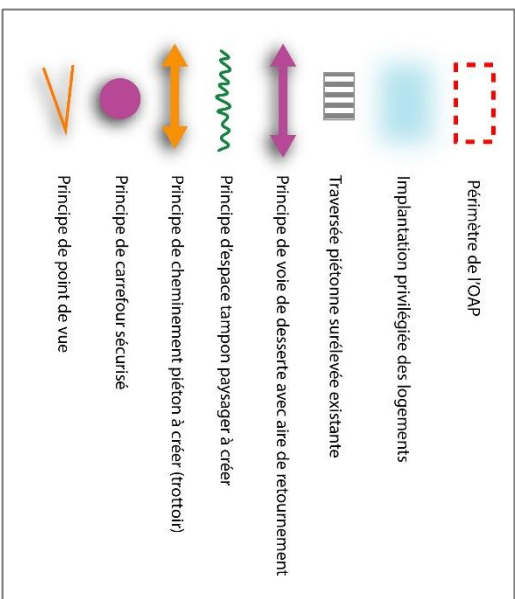 Périmètre de l'OAP
Implantation privilégiée des logements
Traversée piétonne surélevée existante
Principe de voie de desserte avec aire de retournement
Principe d'espace tampon paysager à créer
Principe de cheminement piéton à créer (trottoir)
Principe de carrefour sécurisé
Principe de point de vue